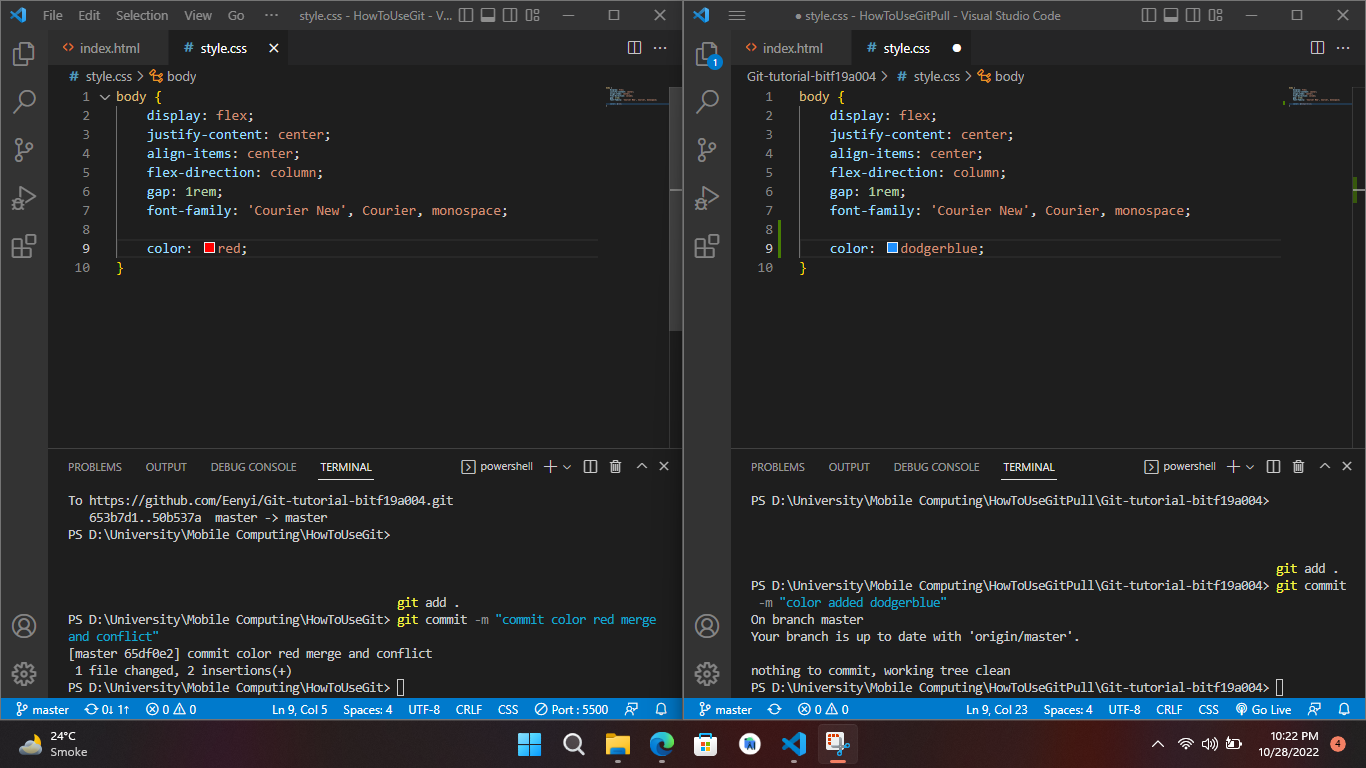 File Edit Selection View Go ··· style.css - HowToUseGit - V...
index.html style.css
# style.css > body
1 body {
2 display: flex;
3 justify-content: center;
4 align-items: center;
5 flex-direction: column;
6 gap: 1rem;
7 font-family: 'Courier New', Courier, monospace;
8
9 color: red;
10 }
PROBLEMS OUTPUT DEBUG CONSOLE TERMINAL powershell
To https://github.com/Eenyi/Git-tutorial-bitf19a004.git
653b7d1..50b537a master -> master
PS D:\University\Mobile Computing\HowToUseGit>
git add .
PS D:\University\Mobile Computing\HowToUseGit> git commit -m "commit color red merge
and conflict"
[master 65df0e2] commit color red merge and conflict
1 file changed, 2 insertions(+)
PS D:\University\Mobile Computing\HowToUseGit>
master 0↓ 1↑ 0 0 Ln 9, Col 5 Spaces: 4 UTF-8 CRLF CSS Port : 5500
● style.css - HowToUseGitPull - Visual Studio Code
1
index.html # style.css ●
Git-tutorial-bitf19a004 > # style.css > body
1 body {
2 display: flex;
3 justify-content: center;
4 align-items: center;
5 flex-direction: column;
6 gap: 1rem;
7 font-family: 'Courier New', Courier, monospace;
8
9 color: dodgerblue;
10 }
PROBLEMS OUTPUT DEBUG CONSOLE TERMINAL powershell
PS D:\University\Mobile Computing\HowToUseGitPull\Git-tutorial-bitf19a004>
git add .
PS D:\University\Mobile Computing\HowToUseGitPull\Git-tutorial-bitf19a004> git commit
-m "color added dodgerblue"
On branch master
Your branch is up to date with 'origin/master'.
nothing to commit, working tree clean
PS D:\University\Mobile Computing\HowToUseGitPull\Git-tutorial-bitf19a004>
master 0 0 Ln 9, Col 23 Spaces: 4 UTF-8 CRLF CSS Go Live
24°C
Smoke
10:22 PM
10/28/2022
4